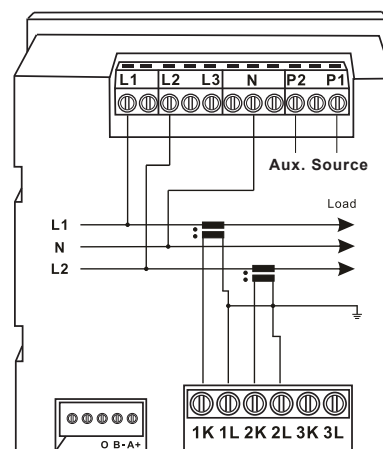 L1 L2 L3 N P2 P1
Aux. Source
Load
L1
N
L2
1K 1L 2K 2L 3K 3L
O B- A+